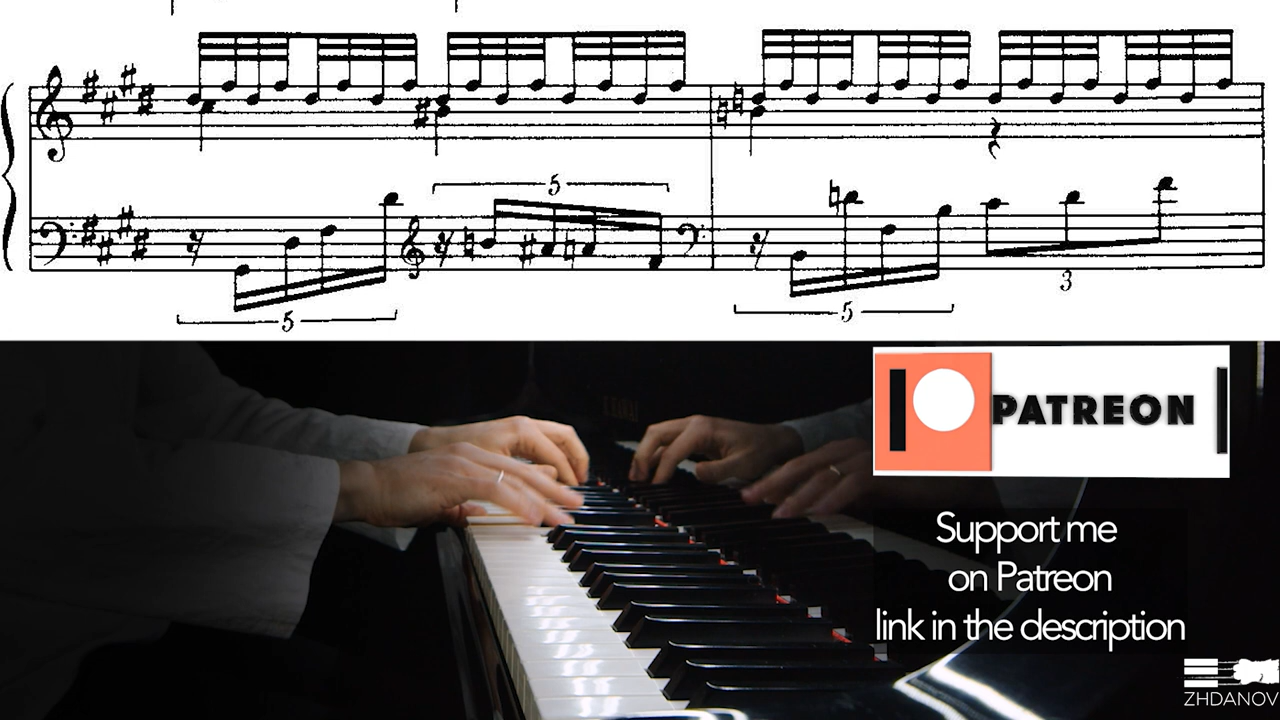 5
5
5
3
PATREON
Support me
on Patreon
link in the description
ZHDANOV